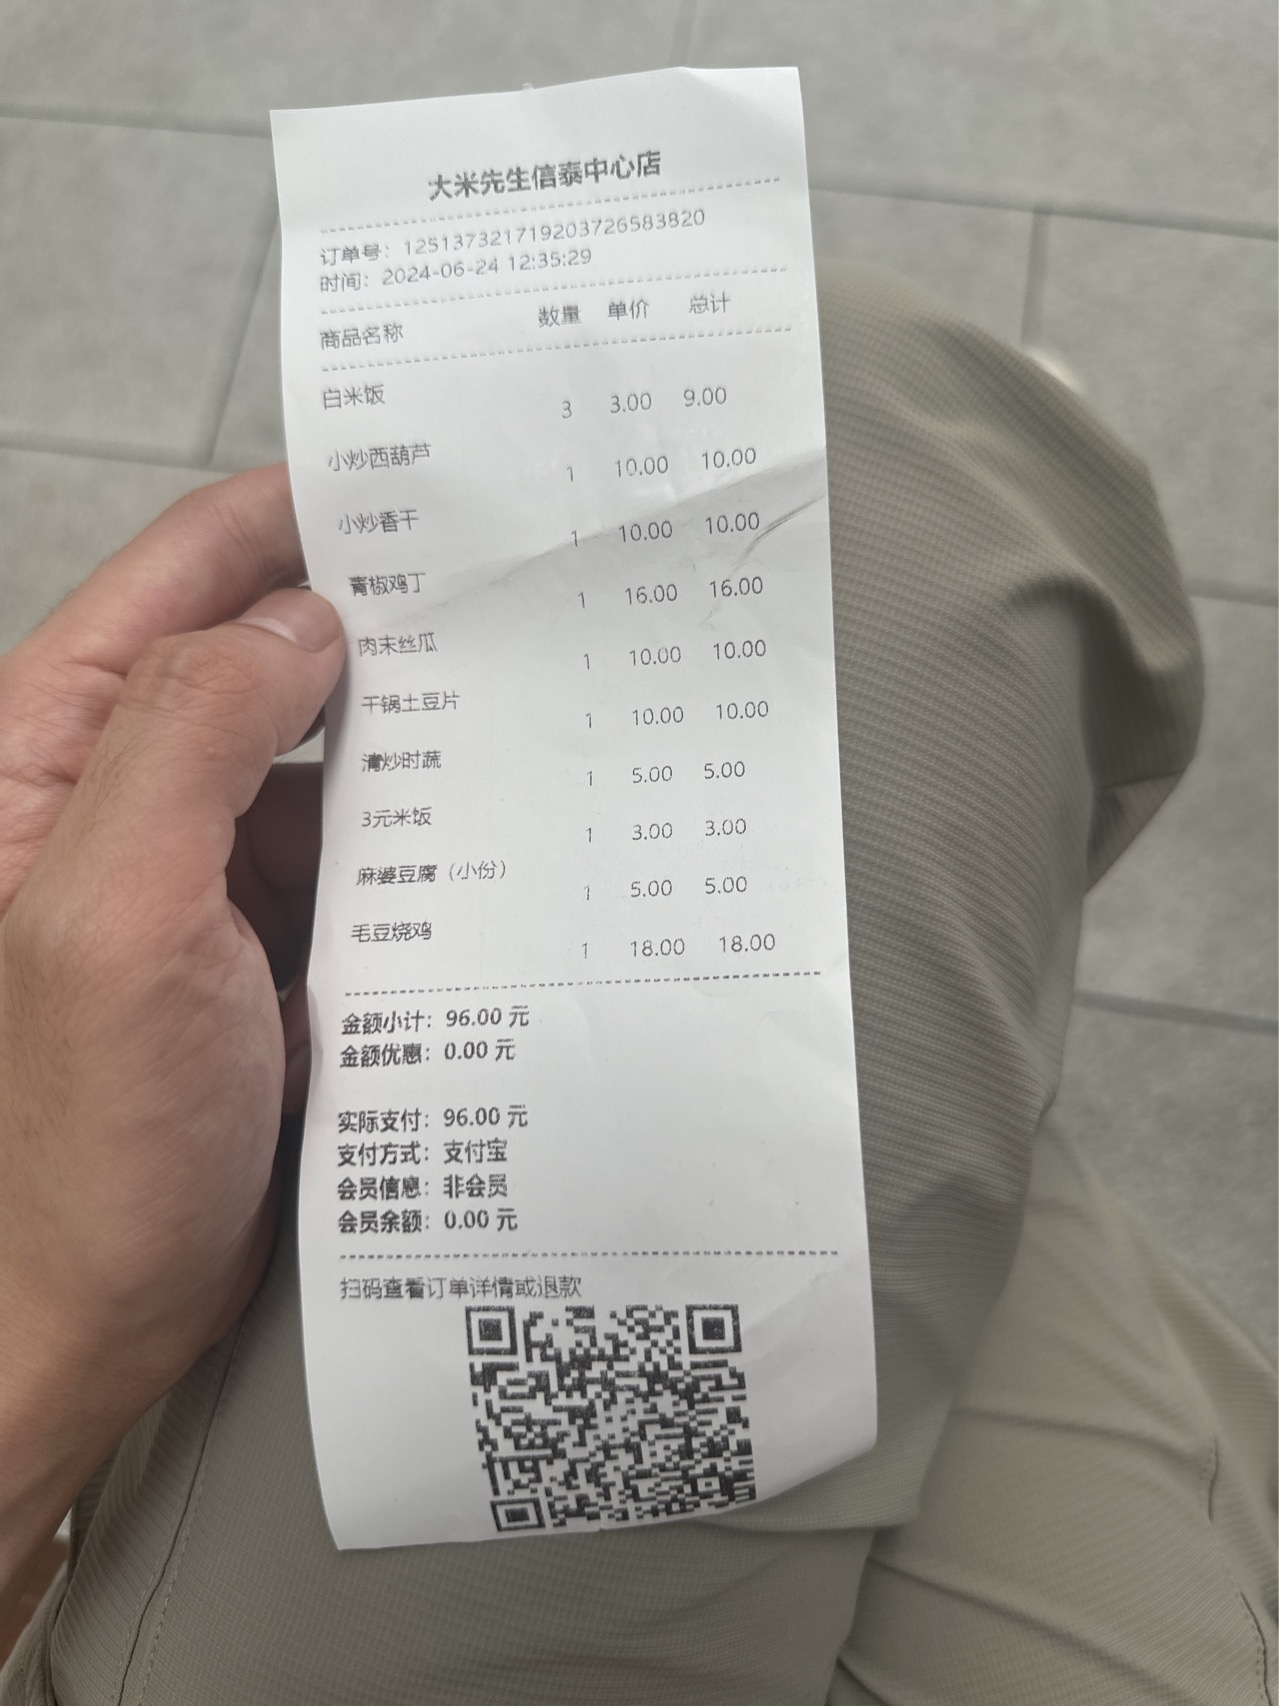 大米先生信泰中心店
订单号：1251373217192037265838​20
时间：2024-06-24 12:35:29
商品名称 数量 单价 总计
白米饭 3 3.00 9.00
小炒西葫芦 1 10.00 10.00
小炒香干 1 10.00 10.00
青椒鸡丁 1 16.00 16.00
肉末丝瓜 1 10.00 10.00
干锅土豆片 1 10.00 10.00
清炒时蔬 1 5.00 5.00
3元米饭 1 3.00 3.00
麻婆豆腐（小份） 1 5.00 5.00
毛豆烧鸡 1 18.00 18.00
金额小计：96.00 元
金额优惠：0.00 元
实际支付：96.00 元
支付方式：支付宝
会员信息：非会员
会员余额：0.00 元
扫码查看订单详情或退款